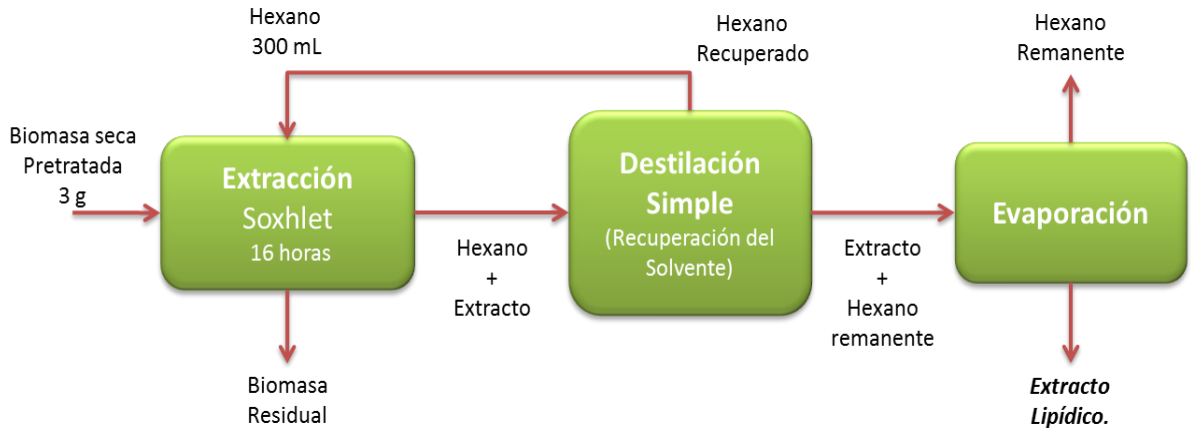 Hexano
300 mL
Biomasa seca
Pretratada
3 g
Extracción
Soxhlet
16 horas
Biomasa
Residual
Hexano
+
Extracto
Hexano
Recuperado
Destilación
Simple
(Recuperación del
Solvente)
Extracto
+
Hexano
remanente
Hexano
Remanente
Evaporación
Extracto
Lipídico.